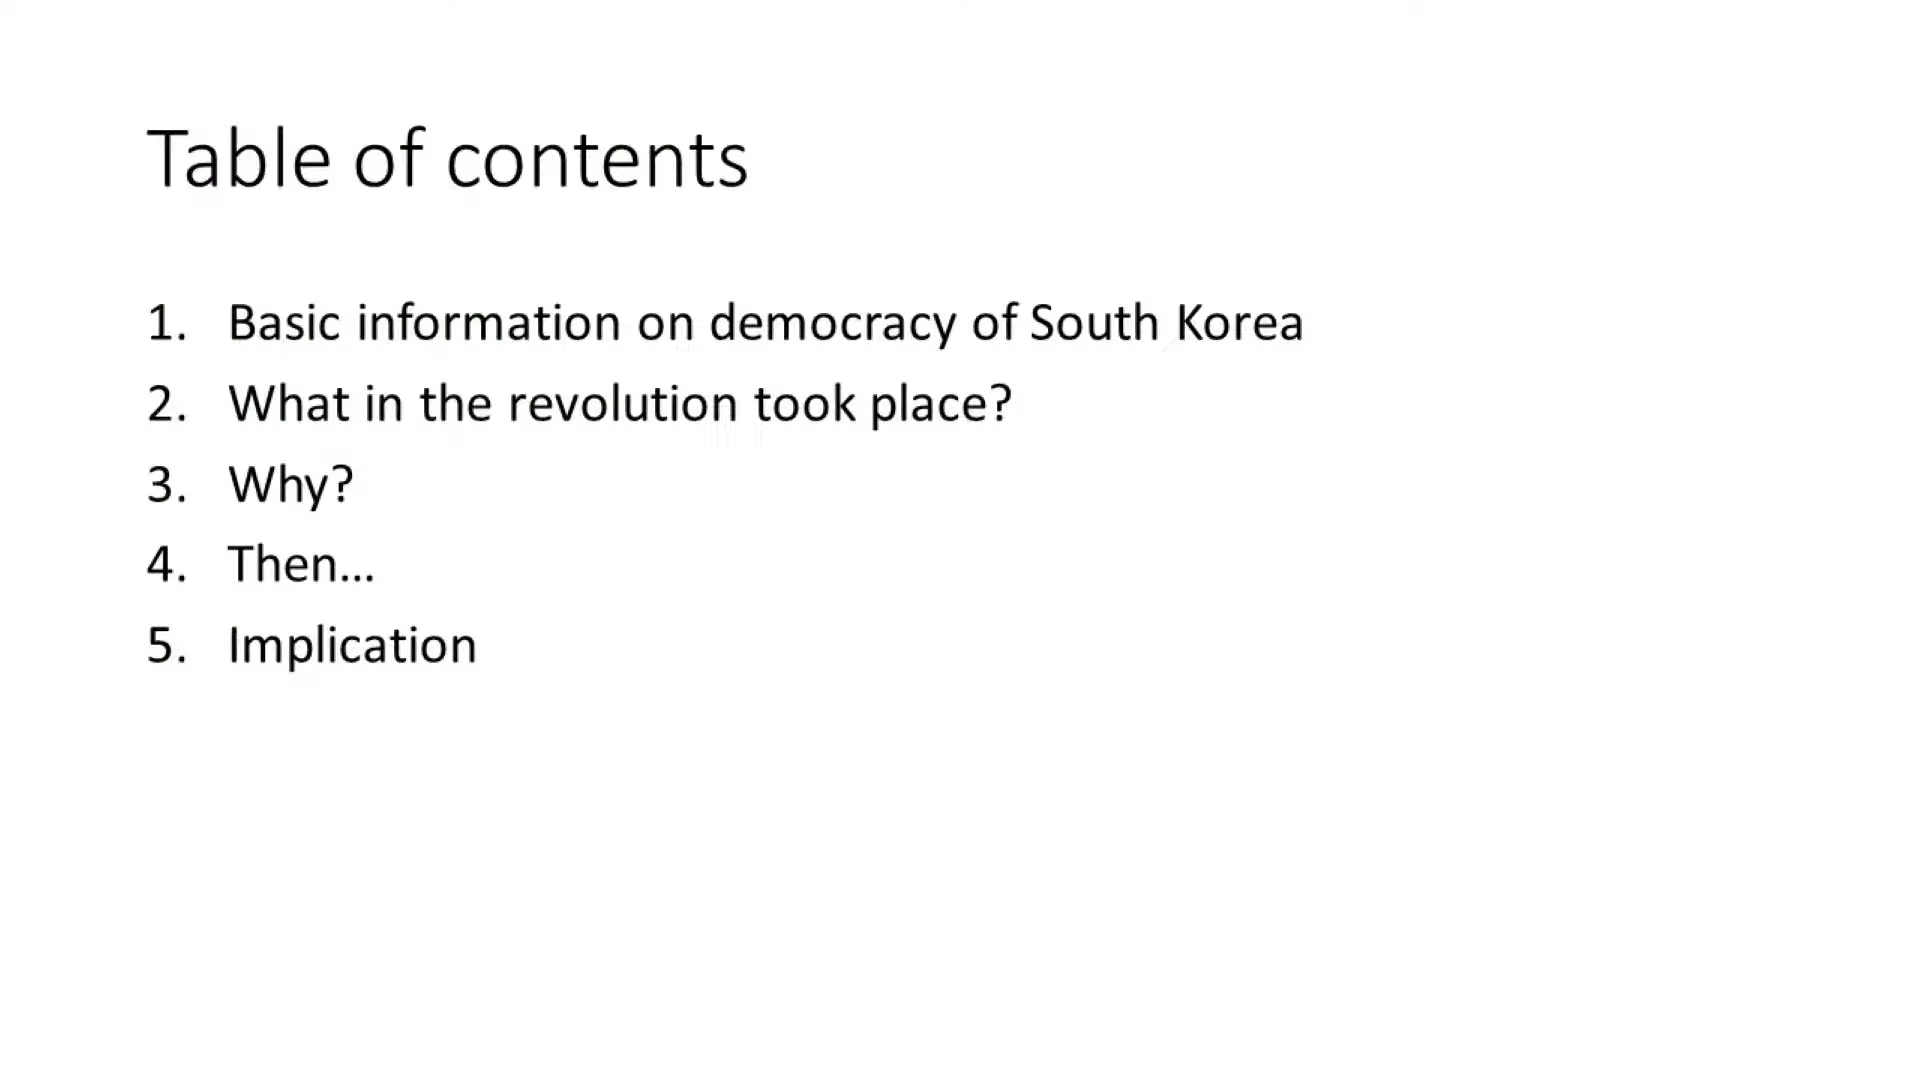 Table of contents
1. Basic information on democracy of South Korea
2. What in the revolution took place?
3. Why?
4. Then...
5. Implication